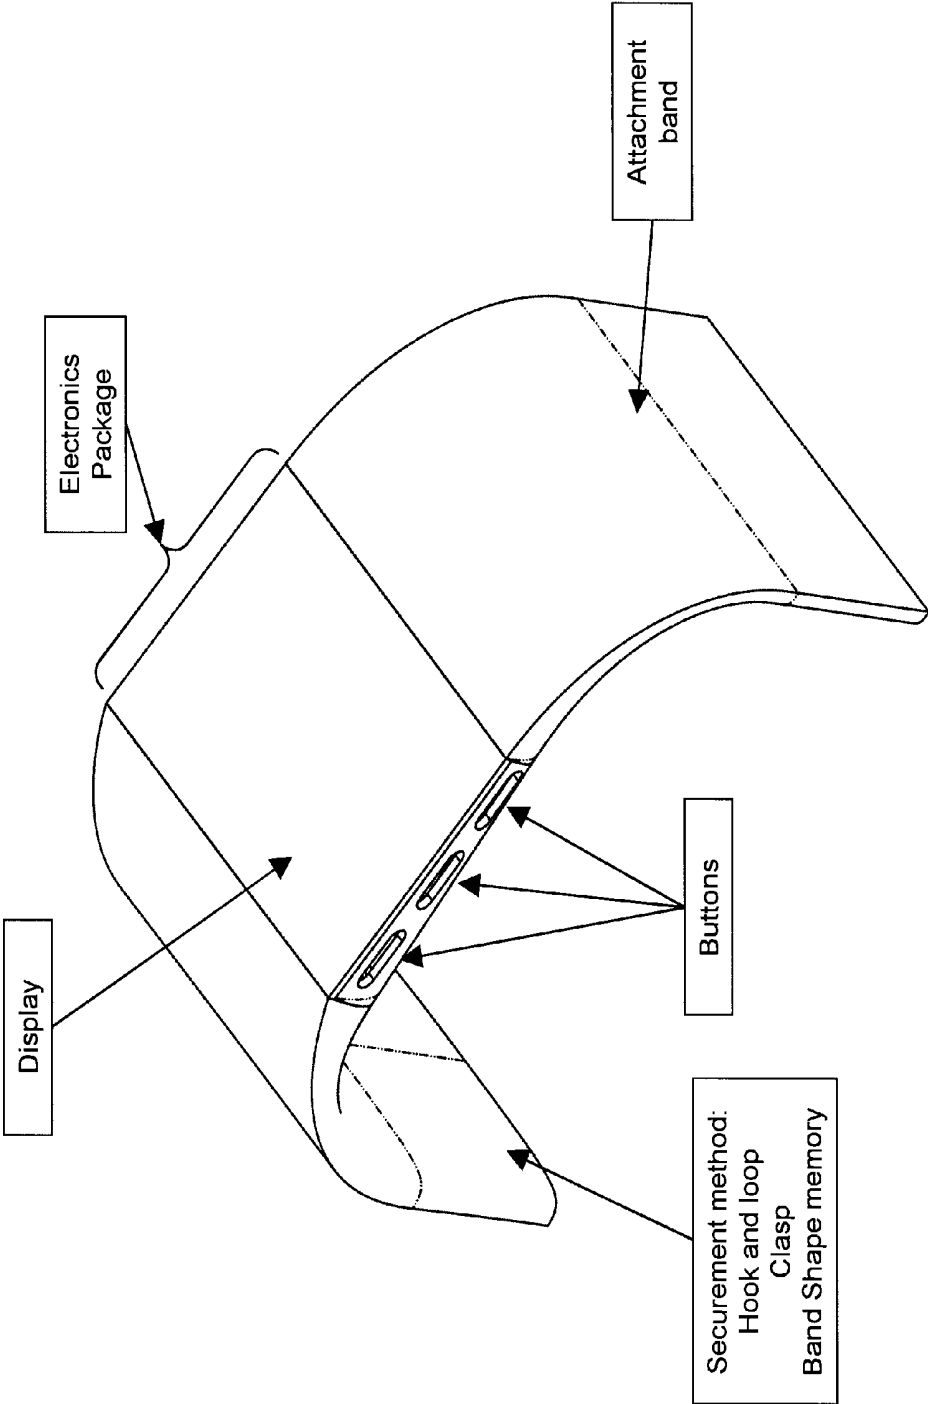 Display
Electronics
Package
Attachment
band
Buttons
Securement method:
Hook and loop
Clasp
Band Shape memory